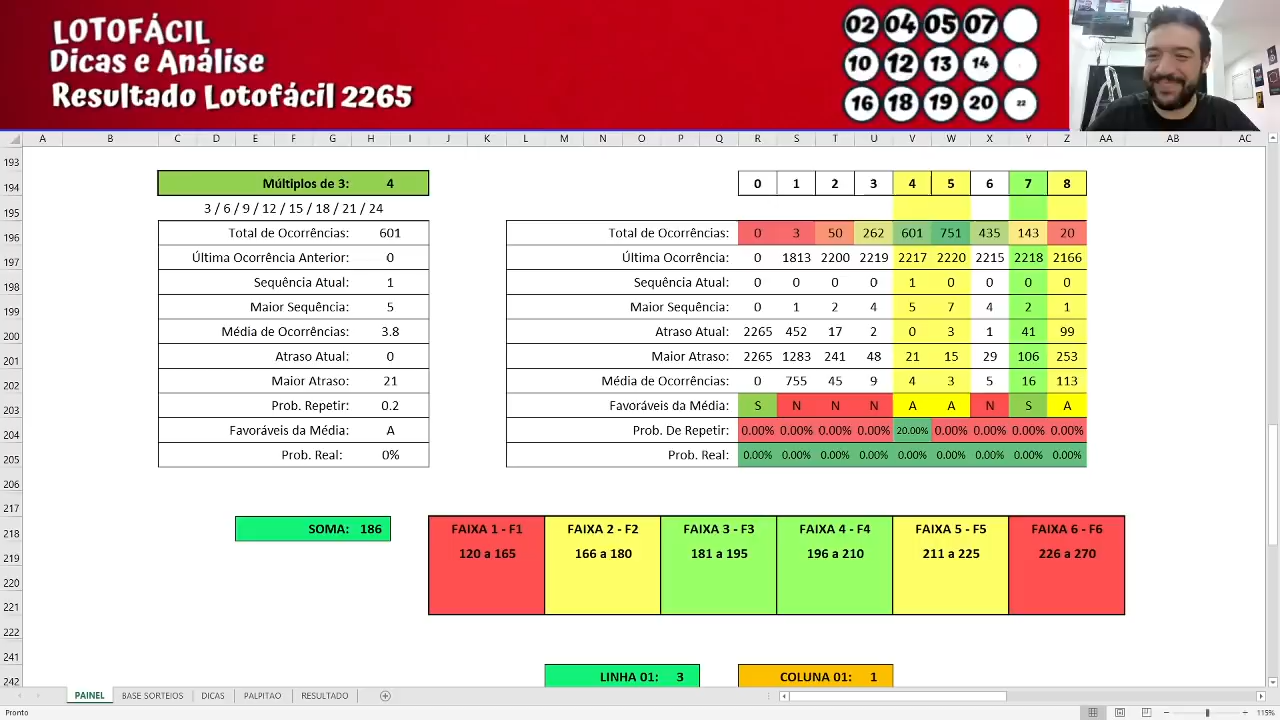 LOTOFÁCIL
Dicas e Análise
Resultado Lotofácil 2265
02 04 05 07
10 12 13 14
16 18 19 20 22
A B C D E F G H I J K L M N O P Q R S T U V W X Y Z AA AB AC
193
194 Múltiplos de 3: 4 0 1 2 3 4 5 6 7 8
195 3 / 6 / 9 / 12 / 15 / 18 / 21 / 24
196 Total de Ocorrências: 601 Total de Ocorrências: 0 3 50 262 601 751 435 143 20
197 Última Ocorrência Anterior: 0 Última Ocorrência: 0 1813 2200 2219 2217 2220 2215 2218 2166
198 Sequência Atual: 1 Sequência Atual: 0 0 0 0 1 0 0 0 0
199 Maior Sequência: 5 Maior Sequência: 0 1 2 4 5 7 4 2 1
200 Média de Ocorrências: 3.8 Atraso Atual: 2265 452 17 2 0 3 1 41 99
201 Atraso Atual: 0 Maior Atraso: 2265 1283 241 48 21 15 29 106 253
202 Maior Atraso: 21 Média de Ocorrências: 0 755 45 9 4 3 5 16 113
203 Prob. Repetir: 0.2 Favoráveis da Média: S N N N A A N S A
204 Favoráveis da Média: A Prob. De Repetir: 0.00% 0.00% 0.00% 0.00% 20.00% 0.00% 0.00% 0.00% 0.00%
205 Prob. Real: 0% Prob. Real: 0.00% 0.00% 0.00% 0.00% 0.00% 0.00% 0.00% 0.00% 0.00%
206
217
218 SOMA: 186 FAIXA 1 - F1 FAIXA 2 - F2 FAIXA 3 - F3 FAIXA 4 - F4 FAIXA 5 - F5 FAIXA 6 - F6
219 120 a 165 166 a 180 181 a 195 196 a 210 211 a 225 226 a 270
220
221
222
241
242 LINHA 01: 3 COLUNA 01: 1
PAINEL BASE SORTEIOS DICAS PALPITAO RESULTADO
Pronto 115%